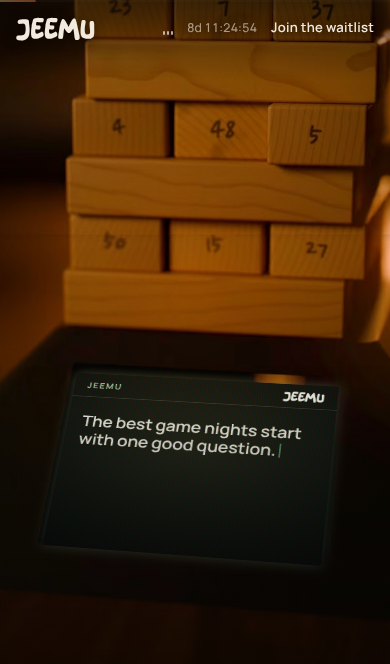 23 7 37
JEEMU ... 8d 11:24:54 Join the waitlist
4 48 5
50 15 27
JEEMU JEEMU
The best game nights start
with one good question.